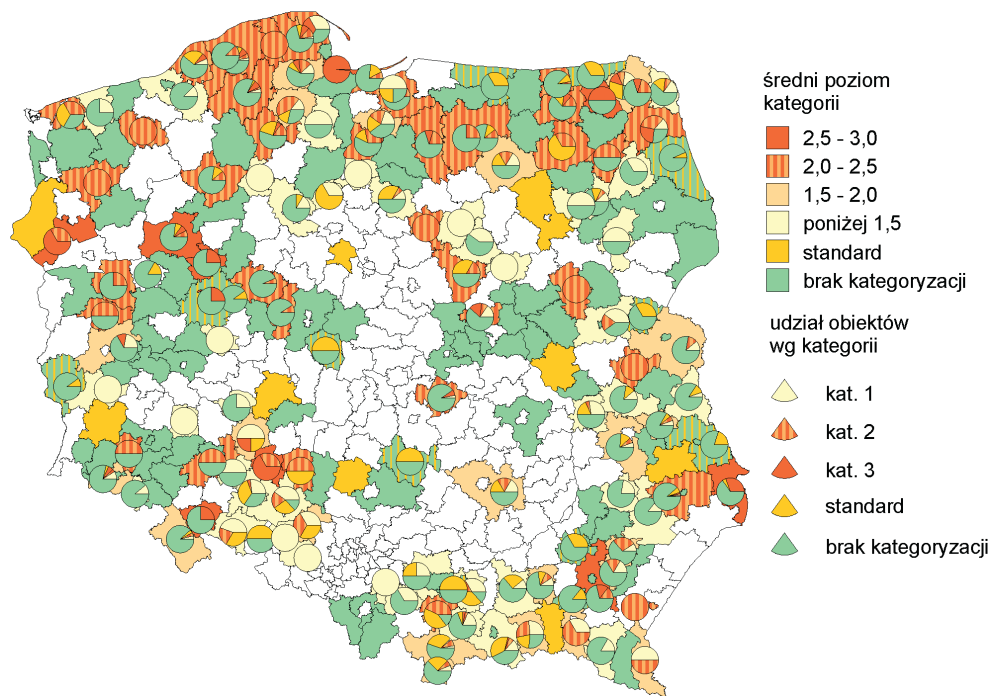 średni poziom
kategorii
2,5 - 3,0
2,0 - 2,5
1,5 - 2,0
poniżej 1,5
standard
brak kategoryzacji
udział obiektów
wg kategorii
kat. 1
kat. 2
kat. 3
standard
brak kategoryzacji